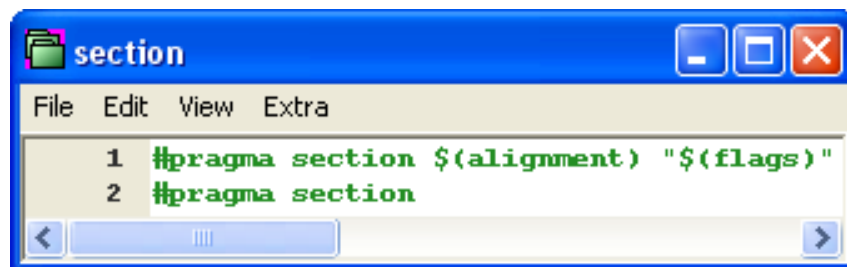 section
File Edit View Extra
1 #pragma section $(alignment) "$(flags)"
2 #pragma section